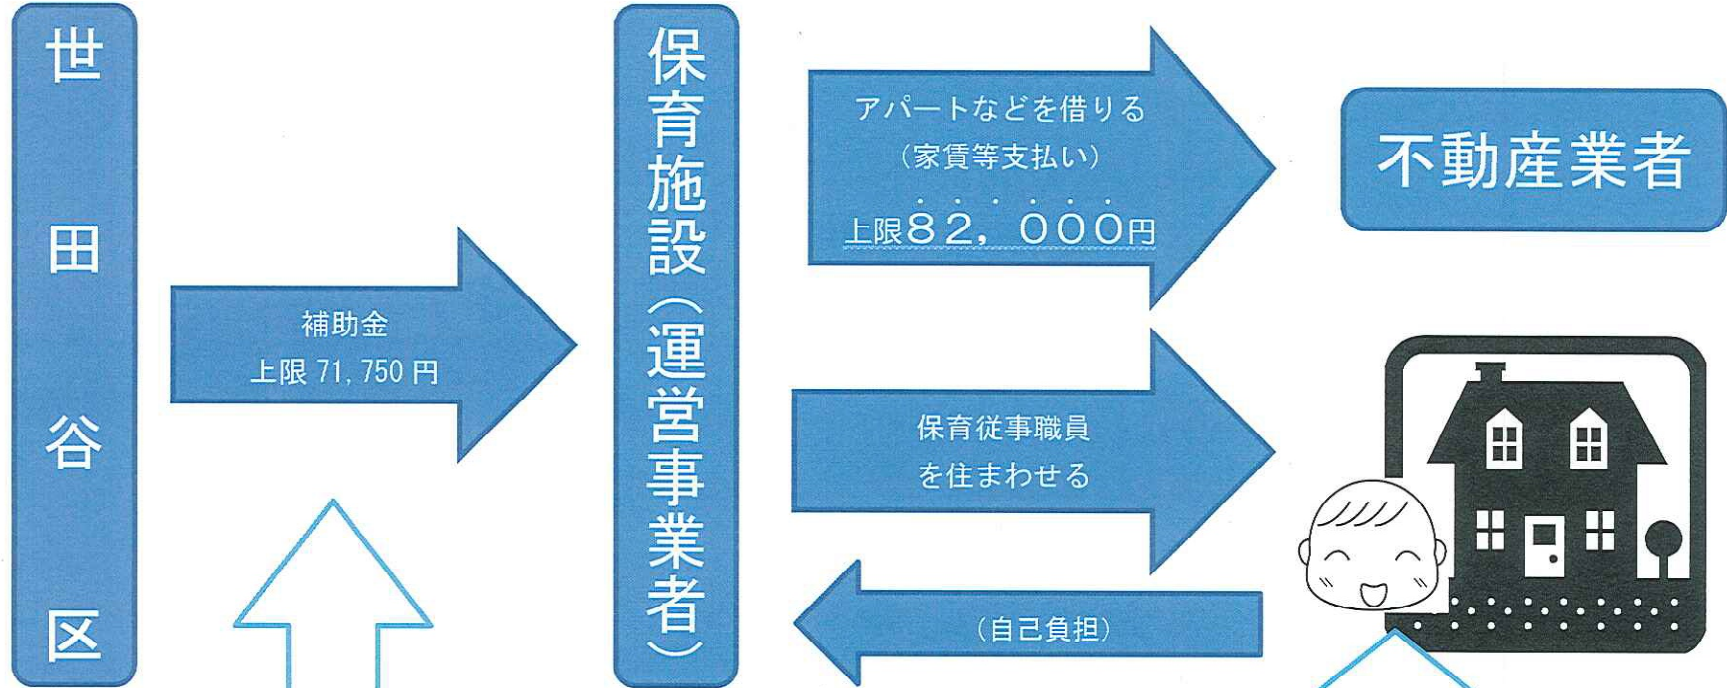 世田谷区
補助金
上限 71,750 円
保育施設（運営事業者）
アパートなどを借りる
（家賃等支払い）
上限８２，０００円
不動産業者
保育従事職員
を住まわせる
（自己負担）